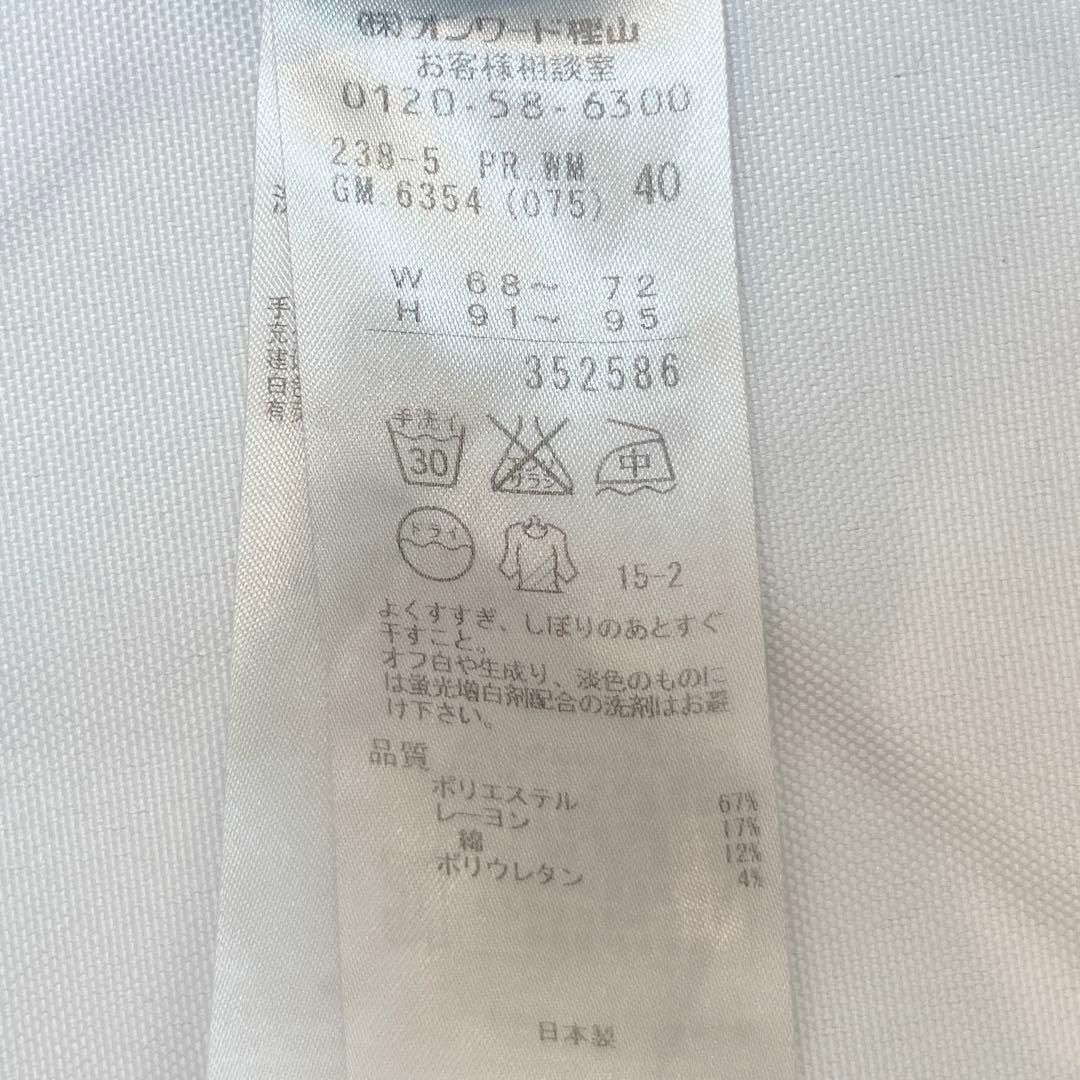 (株)オンワード樫山
お客様相談室
0120-58-6300
238-5 PR WM 40
GM 6354 (075)
W 68〜 72
H 91〜 95
352586
手洗イ
30
エンソ
サラシ
中
ドライ
15-2
よくすすぎ、しぼりのあとすぐ
干すこと。
オフ白や生成り、淡色のものに
は蛍光増白剤配合の洗剤はお避
け下さい。
品質
ポリエステル 67%
レーヨン 17%
綿 12%
ポリウレタン 4%
日本製